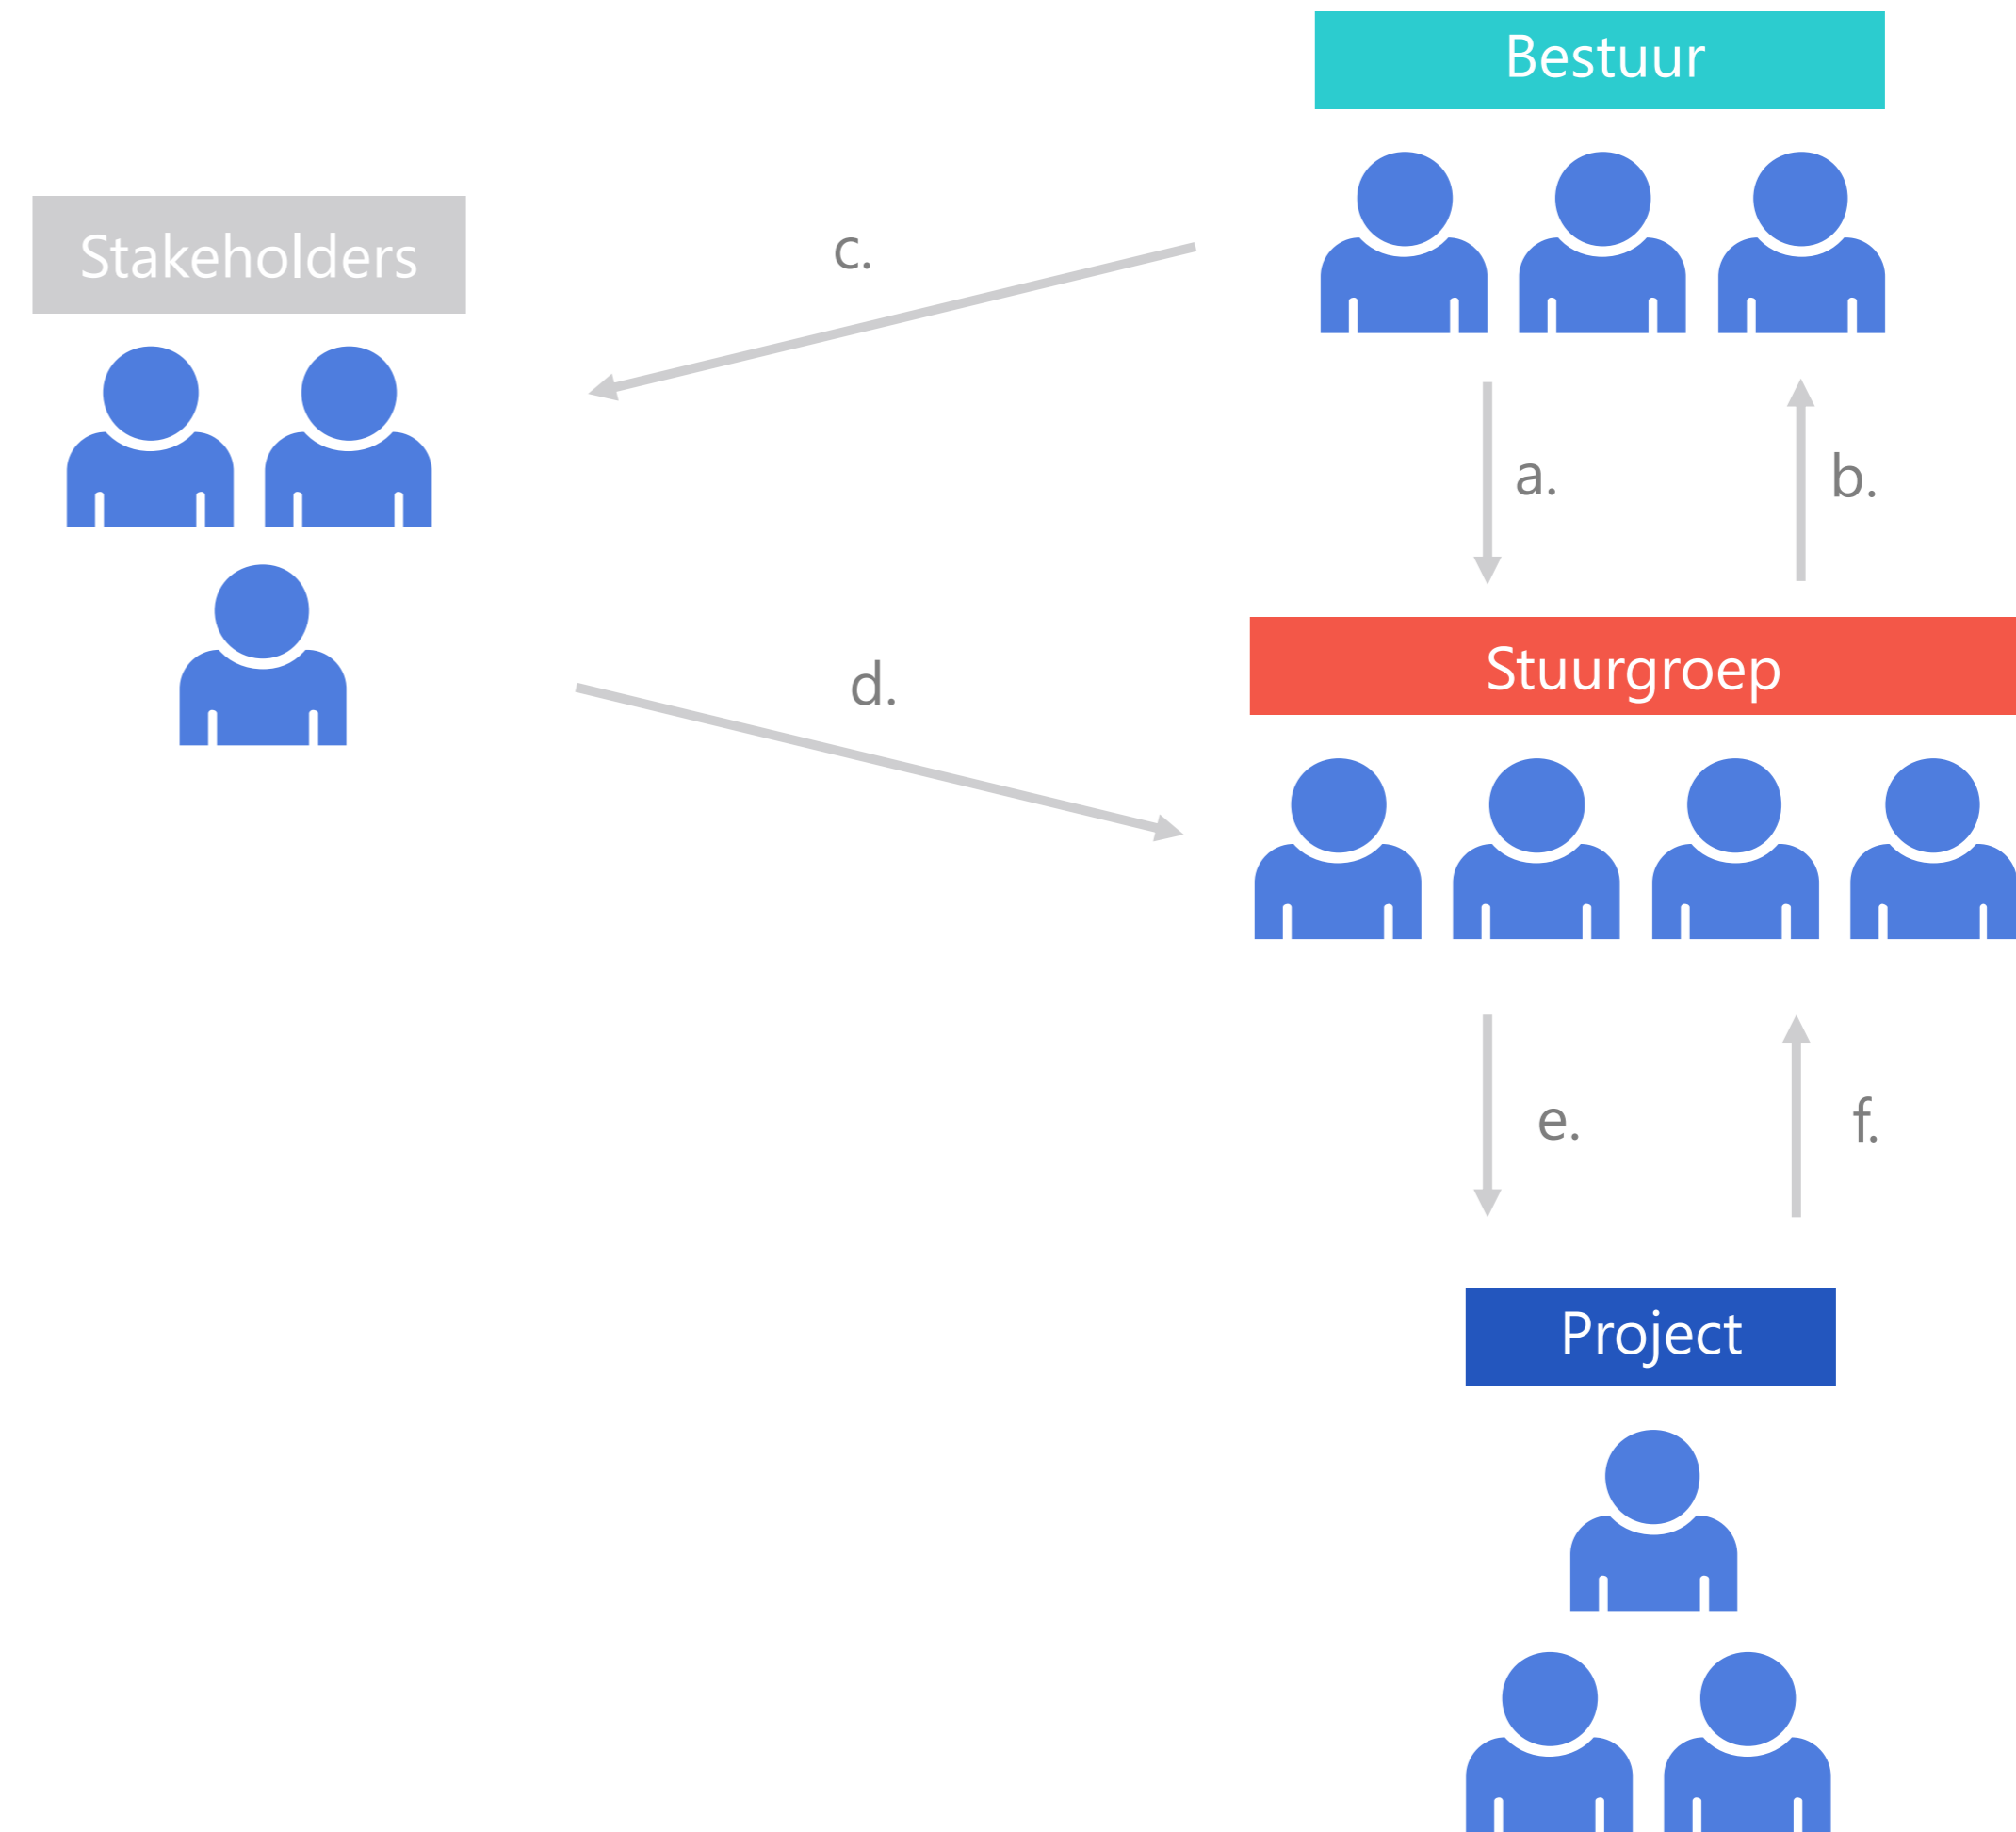 Bestuur
Stakeholders
c.
a.
b.
Stuurgroep
d.
e.
f.
Project